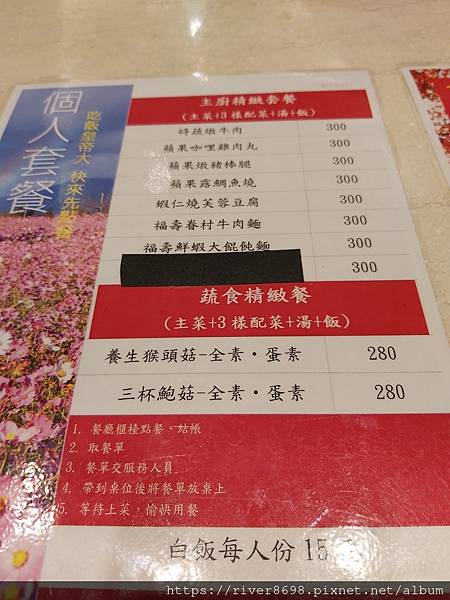 個人套餐
吃飯皇帝大 快來先點餐
主廚精緻套餐
(主菜+3樣配菜+湯+飯)
時蔬燉牛肉 300
蘋果咖哩雞肉丸 300
蘋果燉豬棒腿 300
蘋果露鯛魚燒 300
蝦仁燒芙蓉豆腐 300
福壽眷村牛肉麵 300
福壽鮮蝦大餛飩麵 300
300
蔬食精緻餐
(主菜+3樣配菜+湯+飯)
養生猴頭菇-全素·蛋素 280
三杯鮑菇-全素·蛋素 280
1. 餐廳櫃檯點餐、結帳
2. 取餐單
3. 餐單交服務人員
4. 帶到桌位後將餐單放桌上
5. 等待上菜，愉快用餐
白飯每人份 15
https://river8698.pixnet.net/album